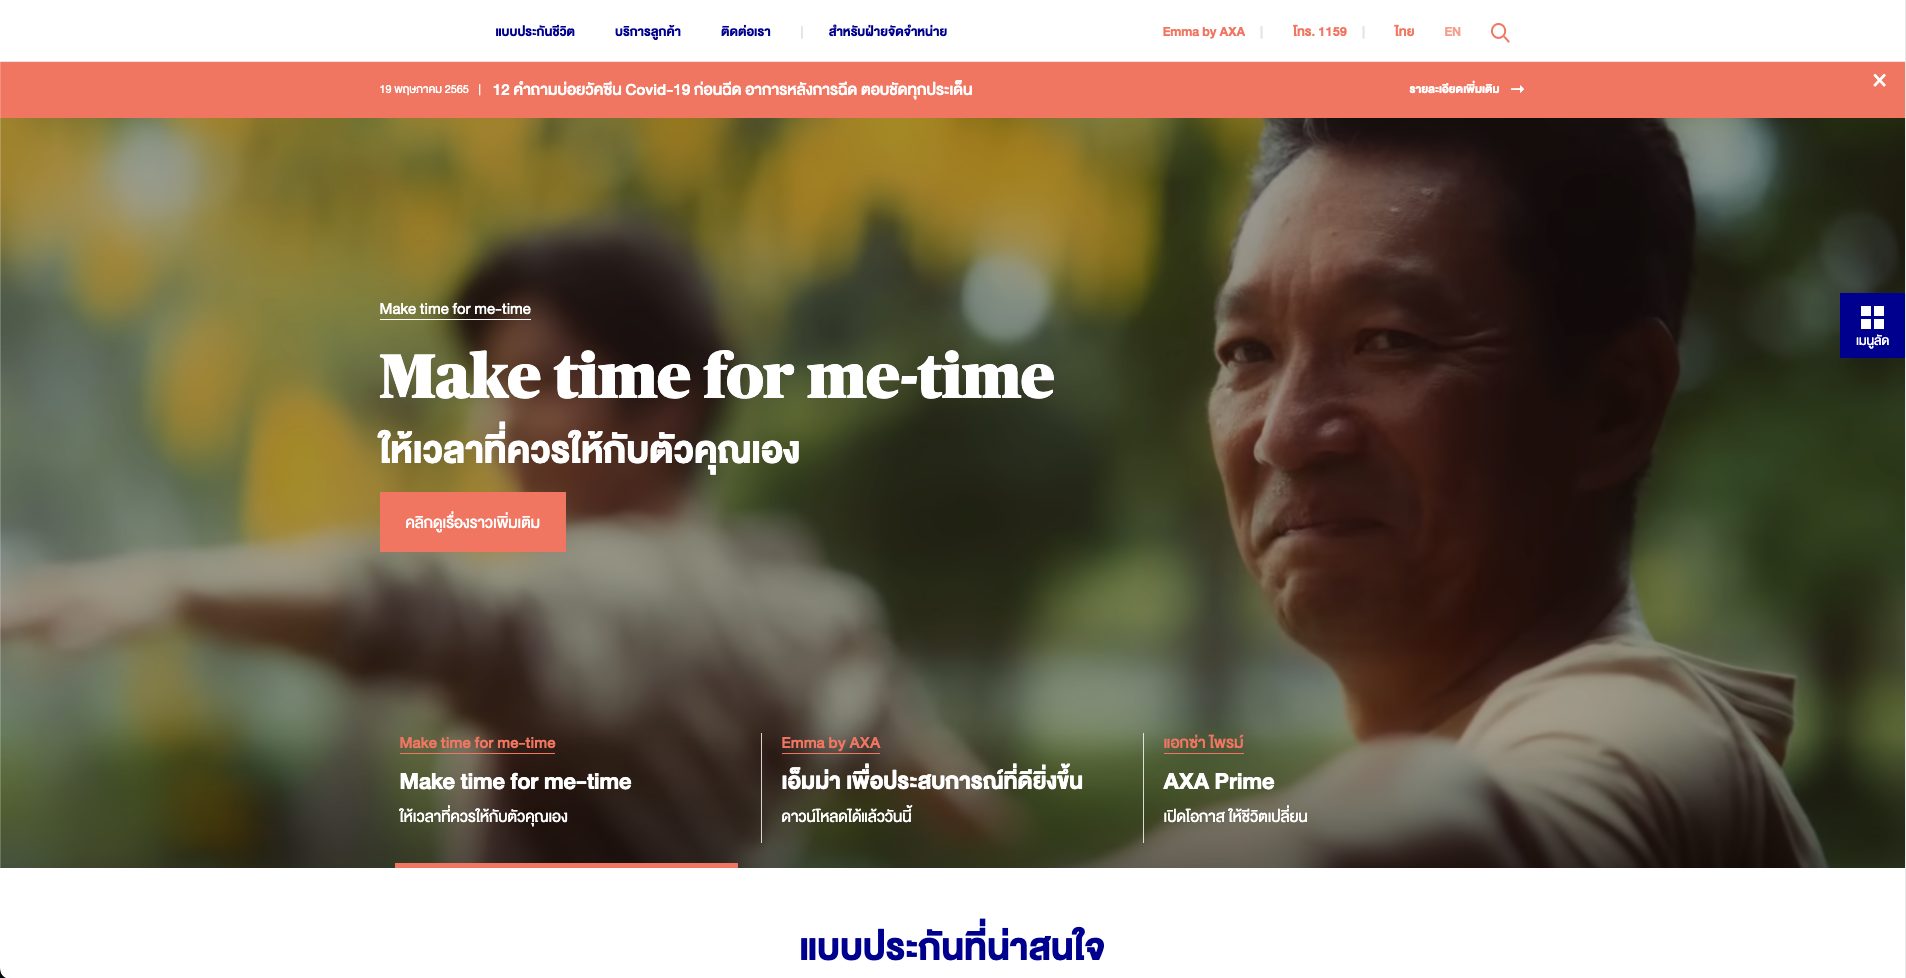 แบบประกันชีวิต บริการลูกค้า ติดต่อเรา | สำหรับฝ่ายจัดจำหน่าย Emma by AXA | โทร. 1159 | ไทย EN
19 พฤษภาคม 2565 | 12 คำถามบ่อยวัคซีน Covid-19 ก่อนฉีด อาการหลังการฉีด ตอบชัดทุกประเด็น รายละเอียดเพิ่มเติม →
Make time for me-time
Make time for me-time
ให้เวลาที่ควรให้กับตัวคุณเอง
คลิกดูเรื่องราวเพิ่มเติม
เมนูลัด
Make time for me-time
Make time for me-time
ให้เวลาที่ควรให้กับตัวคุณเอง
Emma by AXA
เอ็มม่า เพื่อประสบการณ์ที่ดียิ่งขึ้น
ดาวน์โหลดได้แล้ววันนี้
แอกซ่า ไพรม์
AXA Prime
เปิดโอกาส ให้ชีวิตเปลี่ยน
แบบประกันที่น่าสนใจ